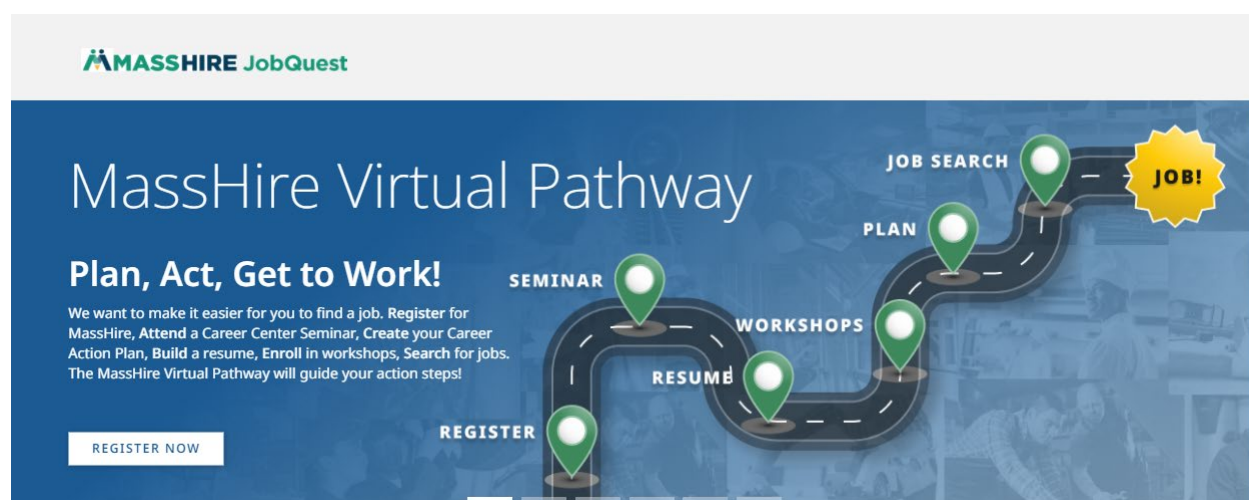 MASSHIRE JobQuest
MassHire Virtual Pathway
Plan, Act, Get to Work!
We want to make it easier for you to find a job. Register for
MassHire, Attend a Career Center Seminar, Create your Career
Action Plan, Build a resume, Enroll in workshops, Search for jobs.
The MassHire Virtual Pathway will guide your action steps!
REGISTER NOW
REGISTER
SEMINAR
RESUME
WORKSHOPS
PLAN
JOB SEARCH
JOB!